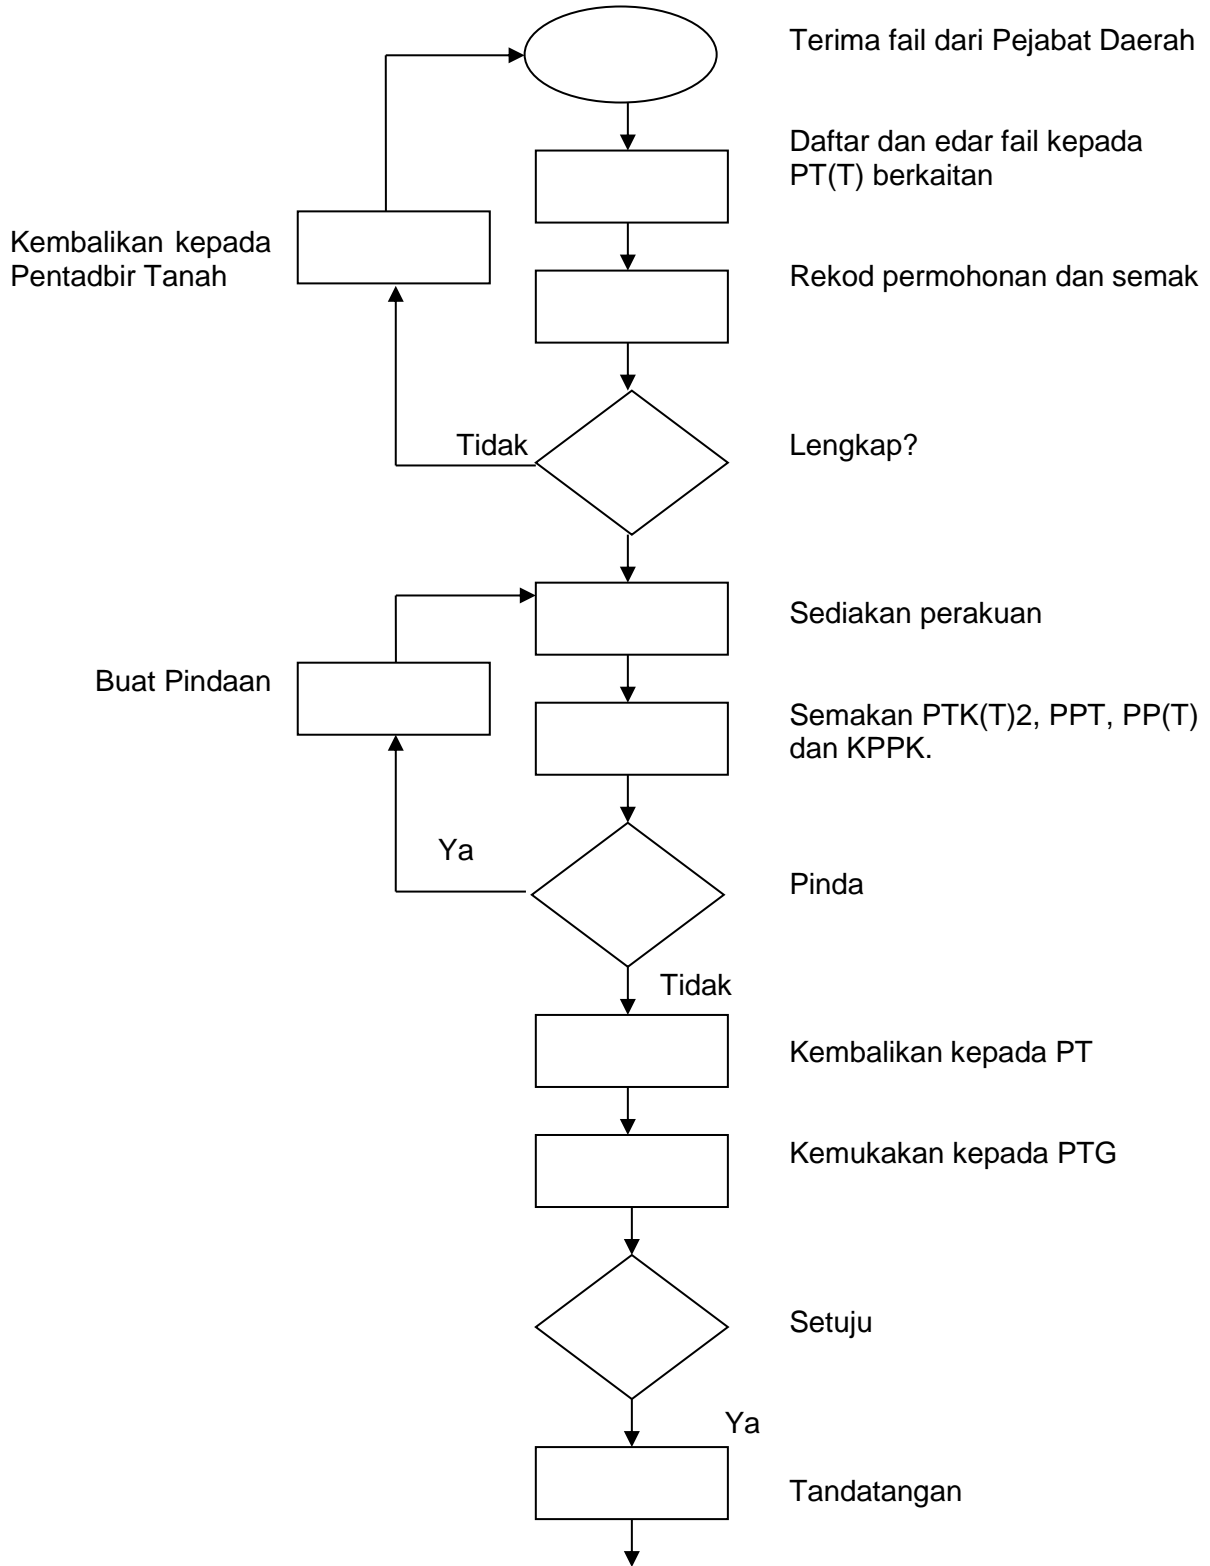 Terima fail dari Pejabat Daerah
Daftar dan edar fail kepada
PT(T) berkaitan
Kembalikan kepada
Pentadbir Tanah
Rekod permohonan dan semak
Tidak
Lengkap?
Sediakan perakuan
Buat Pindaan
Semakan PTK(T)2, PPT, PP(T)
dan KPPK.
Ya
Pinda
Tidak
Kembalikan kepada PT
Kemukakan kepada PTG
Setuju
Ya
Tandatangan